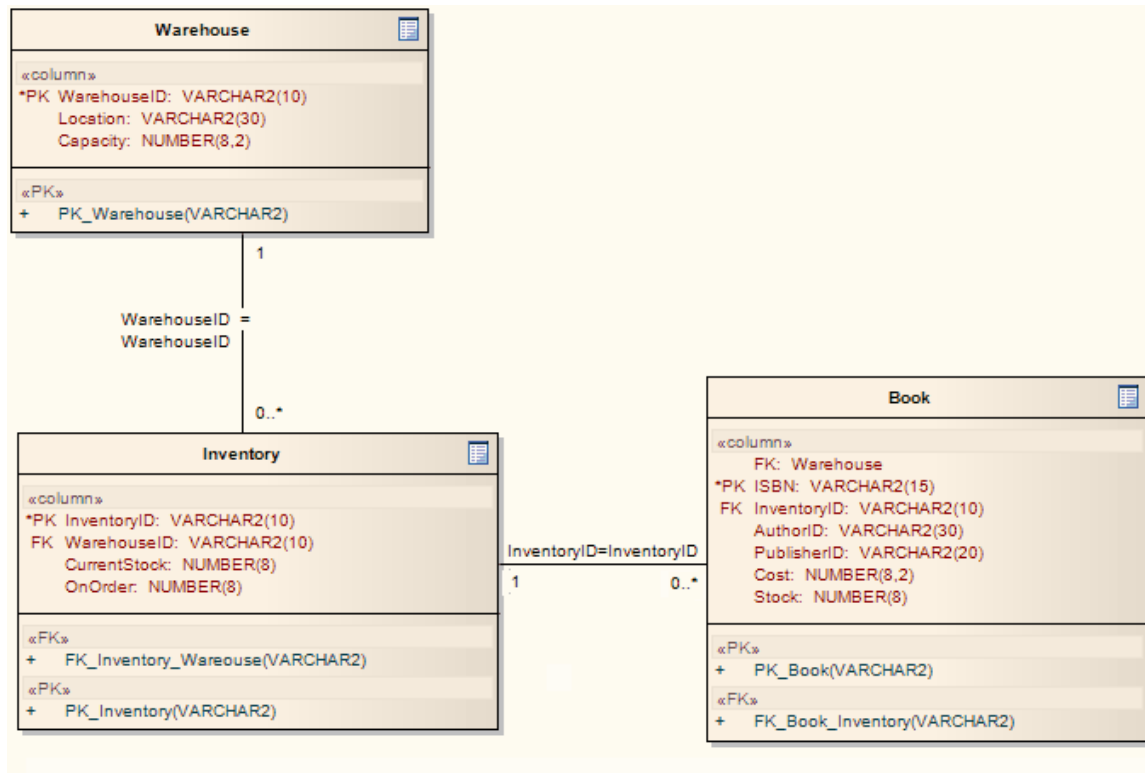 Warehouse
«column»
*PK WarehouseID: VARCHAR2(10)
Location: VARCHAR2(30)
Capacity: NUMBER(8,2)
«PK»
+ PK_Warehouse(VARCHAR2)
1
WarehouseID =
WarehouseID
0..*
Inventory
«column»
*PK InventoryID: VARCHAR2(10)
FK WarehouseID: VARCHAR2(10)
CurrentStock: NUMBER(8)
OnOrder: NUMBER(8)
«FK»
+ FK_Inventory_Wareouse(VARCHAR2)
«PK»
+ PK_Inventory(VARCHAR2)
InventoryID=InventoryID
1
0..*
Book
«column»
FK: Warehouse
*PK ISBN: VARCHAR2(15)
FK InventoryID: VARCHAR2(10)
AuthorID: VARCHAR2(30)
PublisherID: VARCHAR2(20)
Cost: NUMBER(8,2)
Stock: NUMBER(8)
«PK»
+ PK_Book(VARCHAR2)
«FK»
+ FK_Book_Inventory(VARCHAR2)